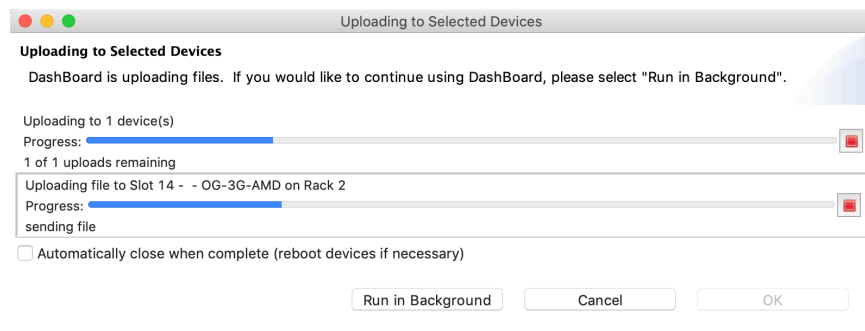 Uploading to Selected Devices
Uploading to Selected Devices
DashBoard is uploading files.  If you would like to continue using DashBoard, please select "Run in Background".
Uploading to 1 device(s)
Progress:
1 of 1 uploads remaining
Uploading file to Slot 14 -  - OG-3G-AMD on Rack 2
Progress:
sending file
Automatically close when complete (reboot devices if necessary)
Run in Background Cancel OK